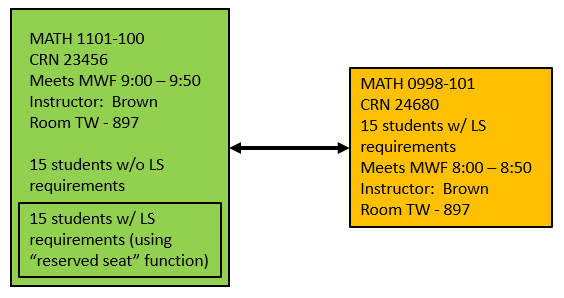 MATH 1101-100
CRN 23456
Meets MWF 9:00 – 9:50
Instructor:  Brown
Room TW - 897
15 students w/o LS
requirements
15 students w/ LS
requirements (using
“reserved seat” function)
MATH 0998-101
CRN 24680
15 students w/ LS
requirements
Meets MWF 8:00 – 8:50
Instructor:  Brown
Room TW - 897